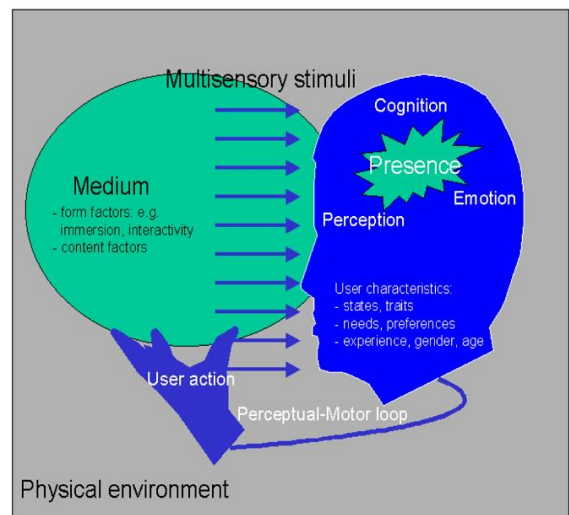 Multisensory stimuli
Cognition
Presence
Emotion
Perception
Medium
- form factors: e.g.
immersion, interactivity
- content factors
User characteristics:
- states, traits
- needs, preferences
- experience, gender, age
User action
Perceptual-Motor loop
Physical environment